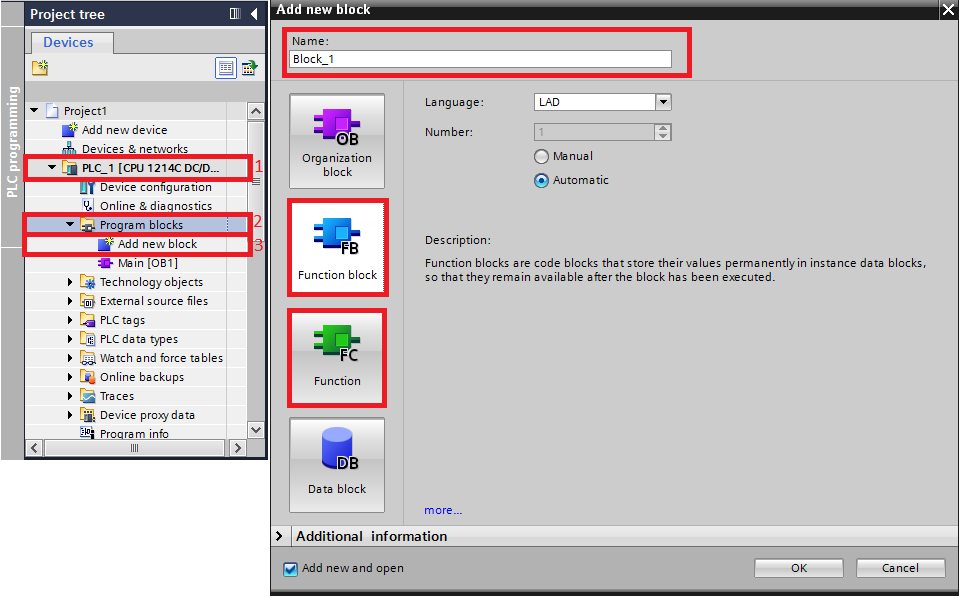 Project tree
Devices
PLC programming
Project1
Add new device
Devices & networks
PLC_1 [CPU 1214C DC/D...
1
Device configuration
Online & diagnostics
Program blocks
2
Add new block
3
Main [OB1]
Technology objects
External source files
PLC tags
PLC data types
Watch and force tables
Online backups
Traces
Device proxy data
Program info
Add new block
Name:
Block_1
OB
Organization
block
FB
Function block
FC
Function
DB
Data block
Language:
LAD
Number:
1
Manual
Automatic
Description:
Function blocks are code blocks that store their values permanently in instance data blocks,
so that they remain available after the block has been executed.
more...
Additional information
Add new and open
OK
Cancel